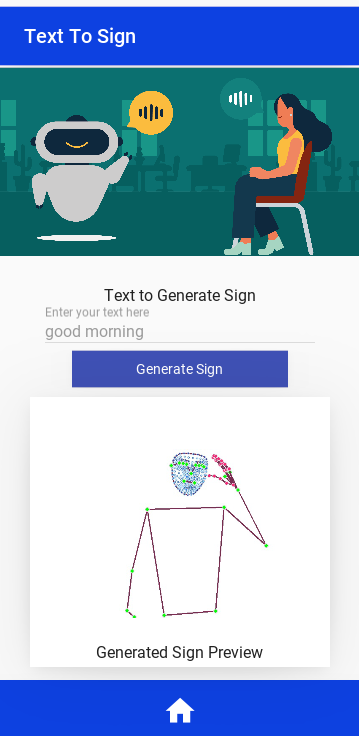 Text To Sign
Text to Generate Sign
Enter your text here
good morning
Generate Sign
Generated Sign Preview